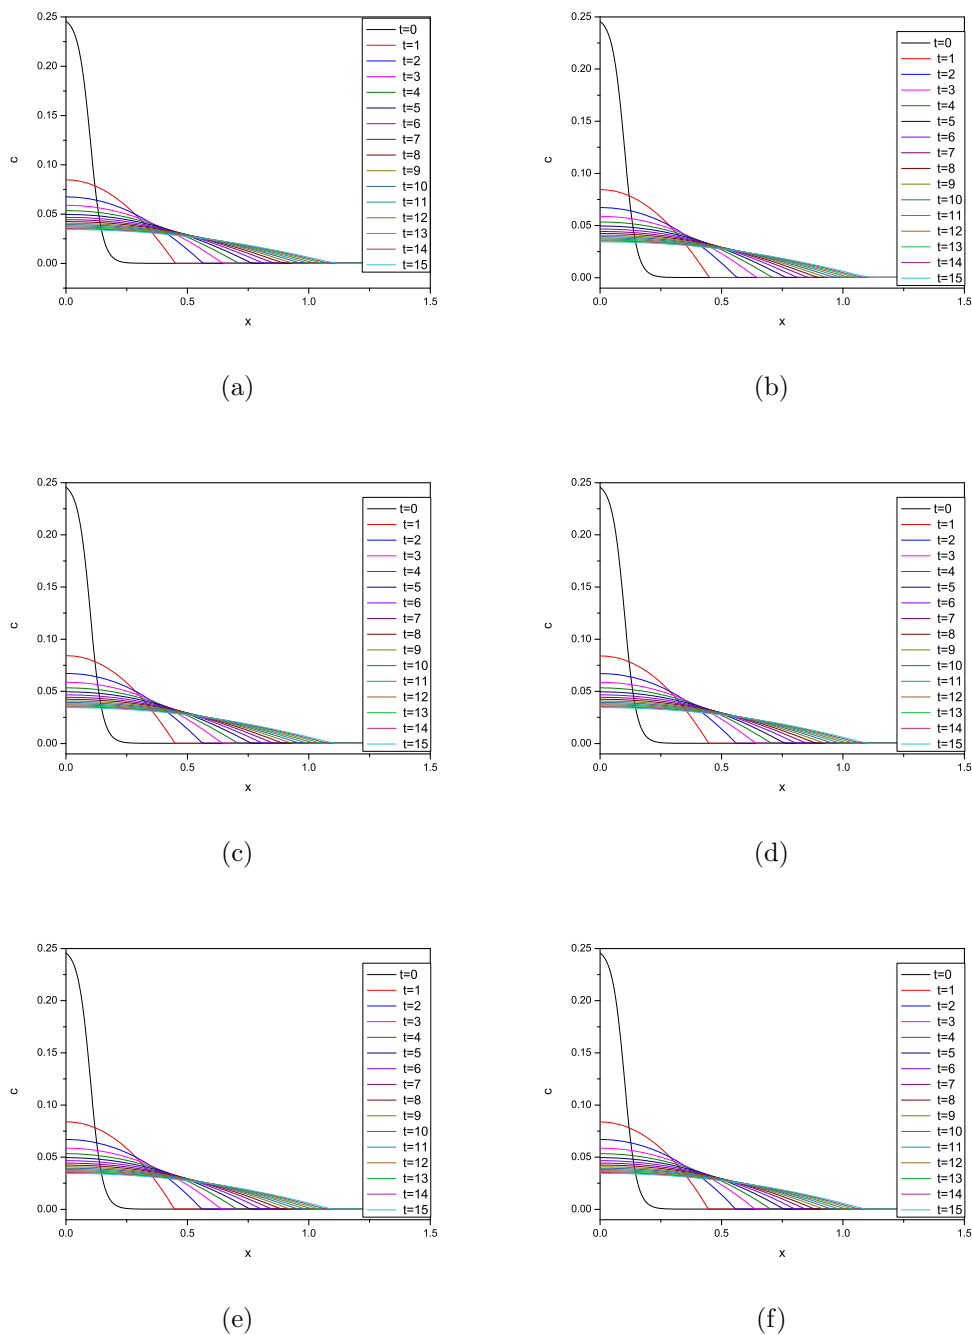 0.25
0.20
0.15
0.10
0.05
0.00
c
0.0 0.5 1.0 1.5
x
t=0
t=1
t=2
t=3
t=4
t=5
t=6
t=7
t=8
t=9
t=10
t=11
t=12
t=13
t=14
t=15
(a)
0.25
0.20
0.15
0.10
0.05
0.00
c
0.0 0.5 1.0 1.5
x
t=0
t=1
t=2
t=3
t=4
t=5
t=6
t=7
t=8
t=9
t=10
t=11
t=12
t=13
t=14
t=15
(b)
0.25
0.20
0.15
0.10
0.05
0.00
c
0.0 0.5 1.0 1.5
x
t=0
t=1
t=2
t=3
t=4
t=5
t=6
t=7
t=8
t=9
t=10
t=11
t=12
t=13
t=14
t=15
(c)
0.25
0.20
0.15
0.10
0.05
0.00
c
0.0 0.5 1.0 1.5
x
t=0
t=1
t=2
t=3
t=4
t=5
t=6
t=7
t=8
t=9
t=10
t=11
t=12
t=13
t=14
t=15
(d)
0.25
0.20
0.15
0.10
0.05
0.00
c
0.0 0.5 1.0 1.5
x
t=0
t=1
t=2
t=3
t=4
t=5
t=6
t=7
t=8
t=9
t=10
t=11
t=12
t=13
t=14
t=15
(e)
0.25
0.20
0.15
0.10
0.05
0.00
c
0.0 0.5 1.0 1.5
x
t=0
t=1
t=2
t=3
t=4
t=5
t=6
t=7
t=8
t=9
t=10
t=11
t=12
t=13
t=14
t=15
(f)